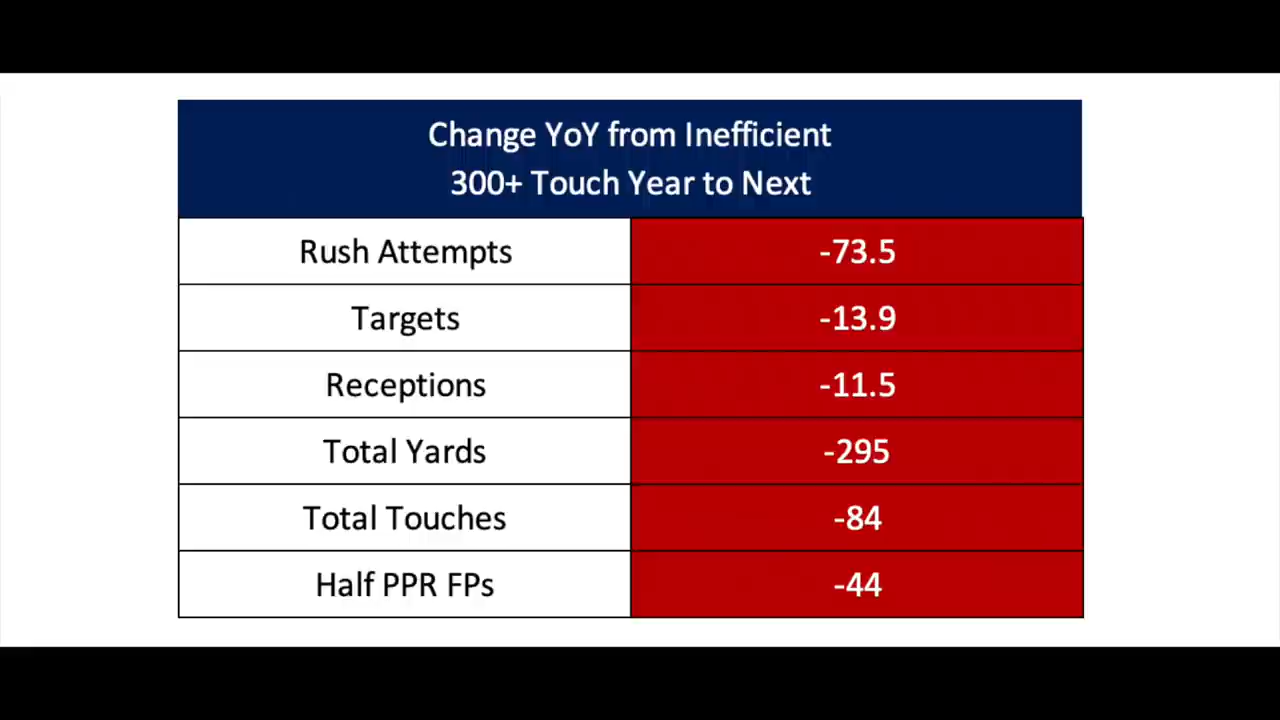 Change YoY from Inefficient
300+ Touch Year to Next
Rush Attempts -73.5
Targets -13.9
Receptions -11.5
Total Yards -295
Total Touches -84
Half PPR FPs -44